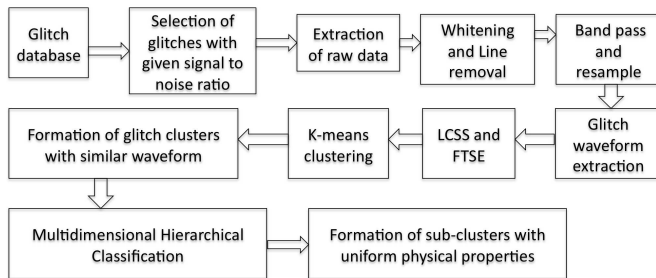 Glitch
database
Selection of
glitches with
given signal to
noise ratio
Extraction
of raw data
Whitening
and Line
removal
Band pass
and
resample
Glitch
waveform
extraction
LCSS and
FTSE
K-means
clustering
Formation of glitch clusters
with similar waveform
Multidimensional Hierarchical
Classification
Formation of sub-clusters with
uniform physical properties